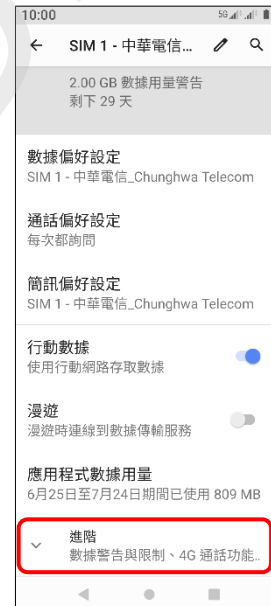 10:00 5G
SIM 1 - 中華電信...
2.00 GB 數據用量警告
剩下 29 天
數據偏好設定
SIM 1 - 中華電信_Chunghwa Telecom
通話偏好設定
每次都詢問
簡訊偏好設定
SIM 1 - 中華電信_Chunghwa Telecom
行動數據
使用行動網路存取數據
漫遊
漫遊時連線到數據傳輸服務
應用程式數據用量
6月25日至7月24日期間已使用 809 MB
進階
數據警告與限制、4G 通話功能..